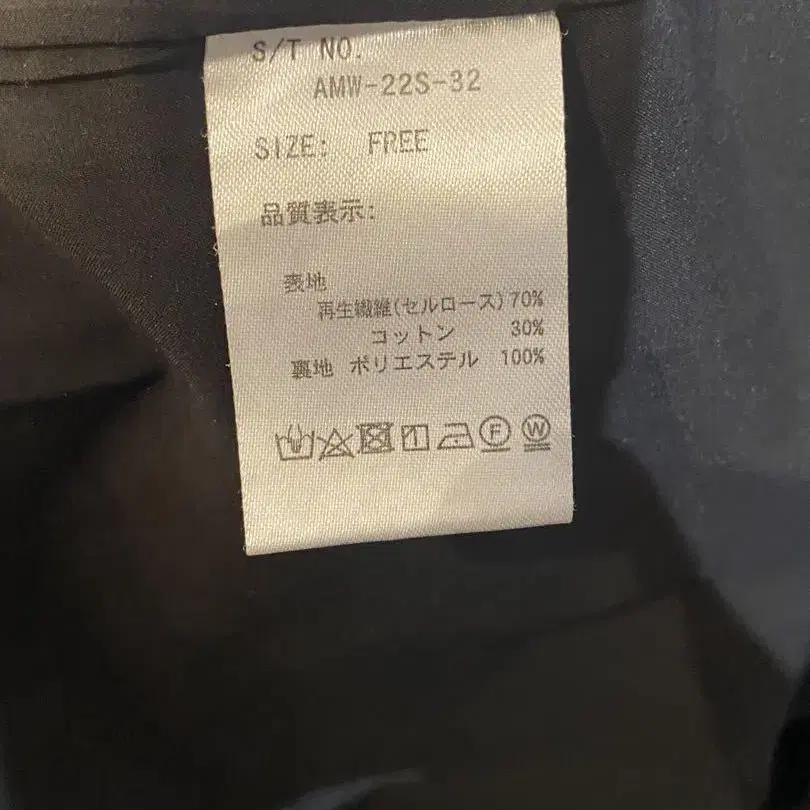 S/T NO.
AMW-22S-32
SIZE: FREE
品質表示:
表地
再生繊維(セルロース)70%
コットン 30%
裏地 ポリエステル 100%
F W